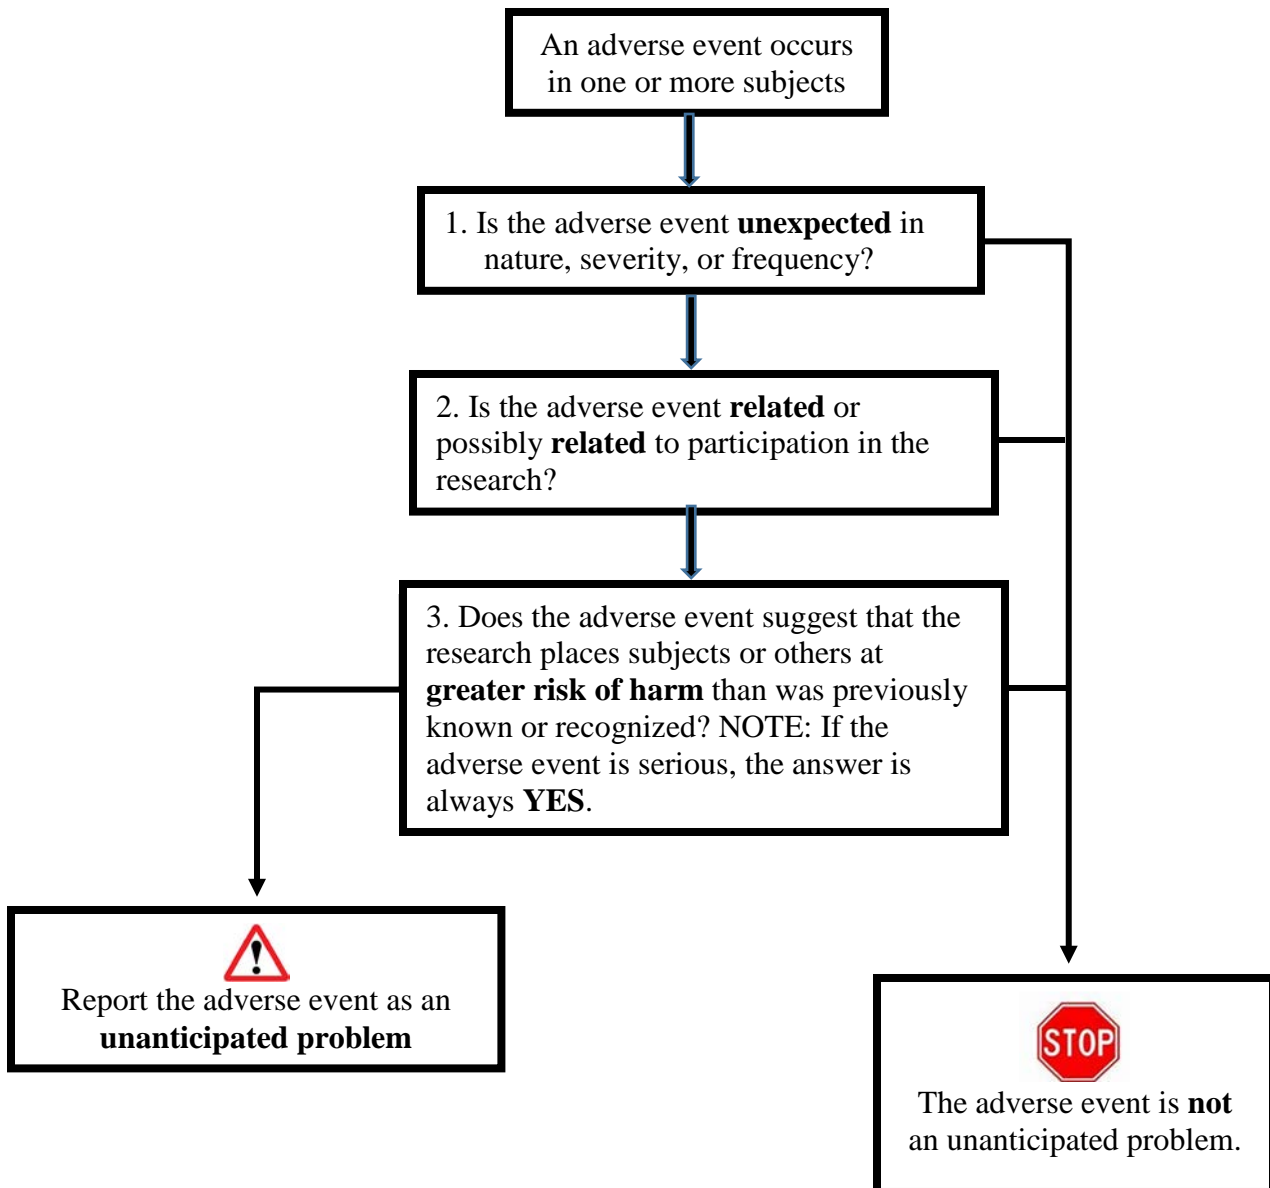 An adverse event occurs
in one or more subjects
1. Is the adverse event unexpected in
nature, severity, or frequency?
2. Is the adverse event related or
possibly related to participation in the
research?
3. Does the adverse event suggest that the
research places subjects or others at
greater risk of harm than was previously
known or recognized? NOTE: If the
adverse event is serious, the answer is
always YES.
!
Report the adverse event as an
unanticipated problem
STOP
The adverse event is not
an unanticipated problem.